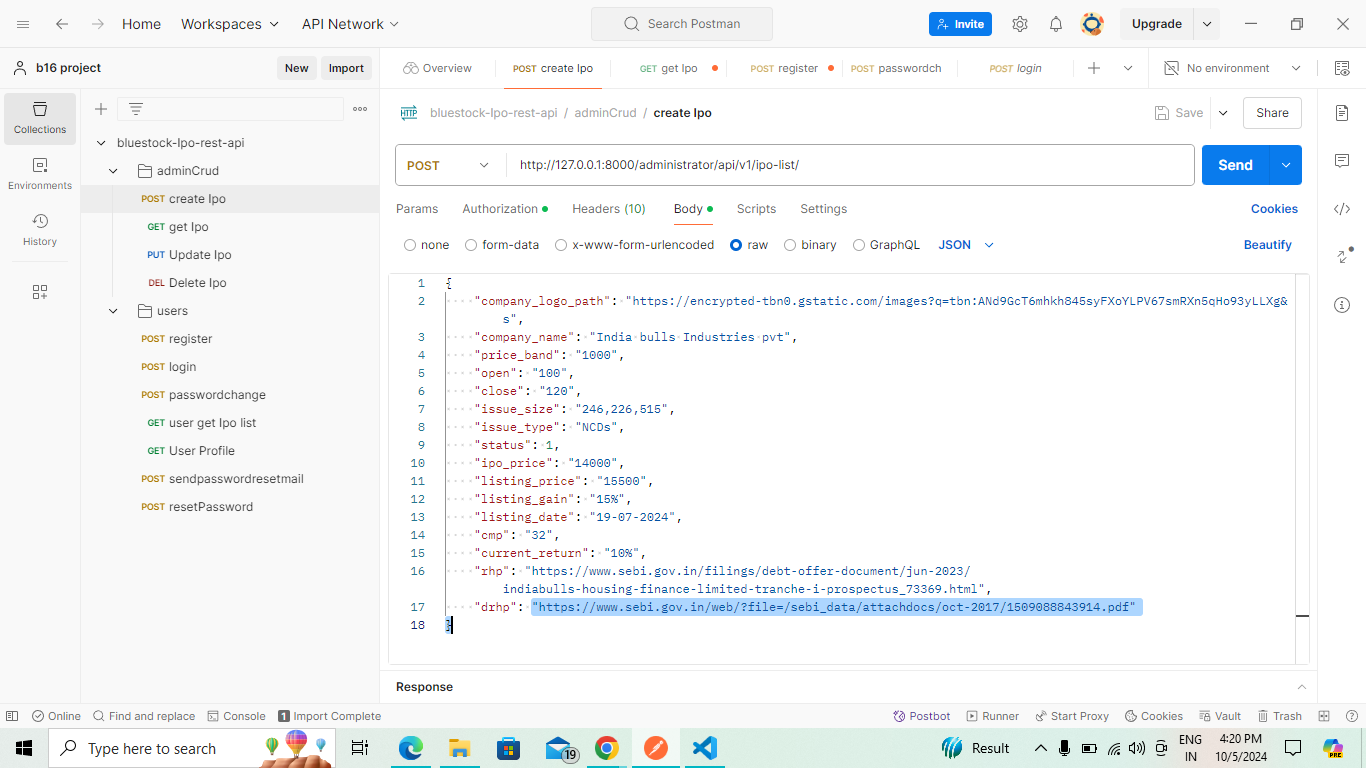 Home Workspaces API Network Search Postman Invite Upgrade
b16 project New Import Overview POST create Ipo GET get Ipo POST register POST passwordch POST login No environment
Collections
Environments
History
bluestock-Ipo-rest-api
adminCrud
POST create Ipo
GET get Ipo
PUT Update Ipo
DEL Delete Ipo
users
POST register
POST login
POST passwordchange
GET user get Ipo list
GET User Profile
POST sendpasswordresetmail
POST resetPassword
HTTP bluestock-Ipo-rest-api / adminCrud / create Ipo Save Share
POST http://127.0.0.1:8000/administrator/api/v1/ipo-list/ Send
Params Authorization Headers (10) Body Scripts Settings Cookies
none form-data x-www-form-urlencoded raw binary GraphQL JSON Beautify
1 {
2 "company_logo_path": "https://encrypted-tbn0.gstatic.com/images?q=tbn:ANd9GcT6mhkh845syFXoYLPV67smRXn5qHo93yLLXg&
s",
3 "company_name": "India bulls Industries pvt",
4 "price_band": "1000",
5 "open": "100",
6 "close": "120",
7 "issue_size": "246,226,515",
8 "issue_type": "NCDs",
9 "status": 1,
10 "ipo_price": "14000",
11 "listing_price": "15500",
12 "listing_gain": "15%",
13 "listing_date": "19-07-2024",
14 "cmp": "32",
15 "current_return": "10%",
16 "rhp": "https://www.sebi.gov.in/filings/debt-offer-document/jun-2023/
indiabulls-housing-finance-limited-tranche-i-prospectus_73369.html",
17 "drhp": "https://www.sebi.gov.in/web/?file=/sebi_data/attachdocs/oct-2017/1509088843914.pdf"
18 }
Response
Online Find and replace Console 1 Import Complete Postbot Runner Start Proxy Cookies Vault Trash
Type here to search 19 Result ENG IN 4:20 PM 10/5/2024 PRE